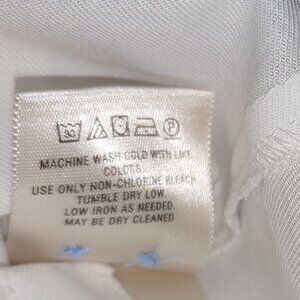 30 P
MACHINE WASH COLD WITH LIKE
COLORS.
USE ONLY NON-CHLORINE BLEACH
TUMBLE DRY LOW.
LOW IRON AS NEEDED.
MAY BE DRY CLEANED